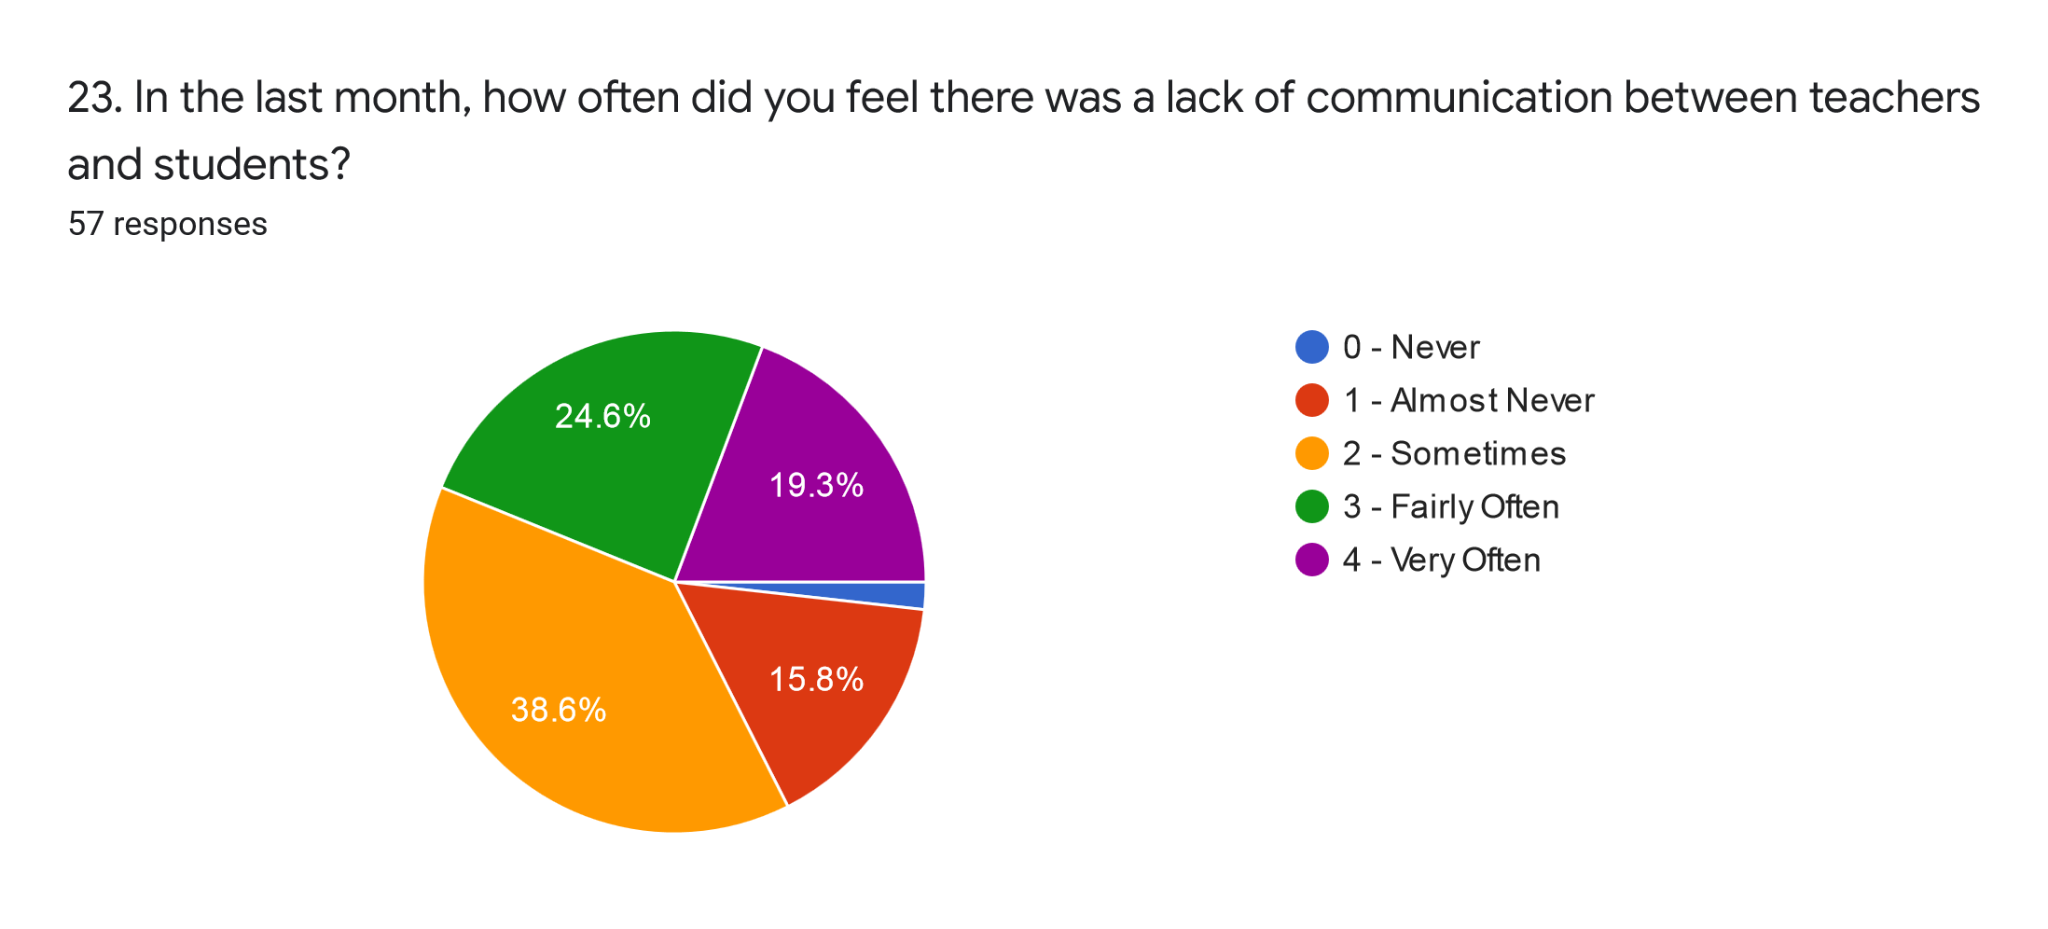 23. In the last month, how often did you feel there was a lack of communication between teachers
and students?
57 responses
24.6%
19.3%
15.8%
38.6%
0 - Never
1 - Almost Never
2 - Sometimes
3 - Fairly Often
4 - Very Often